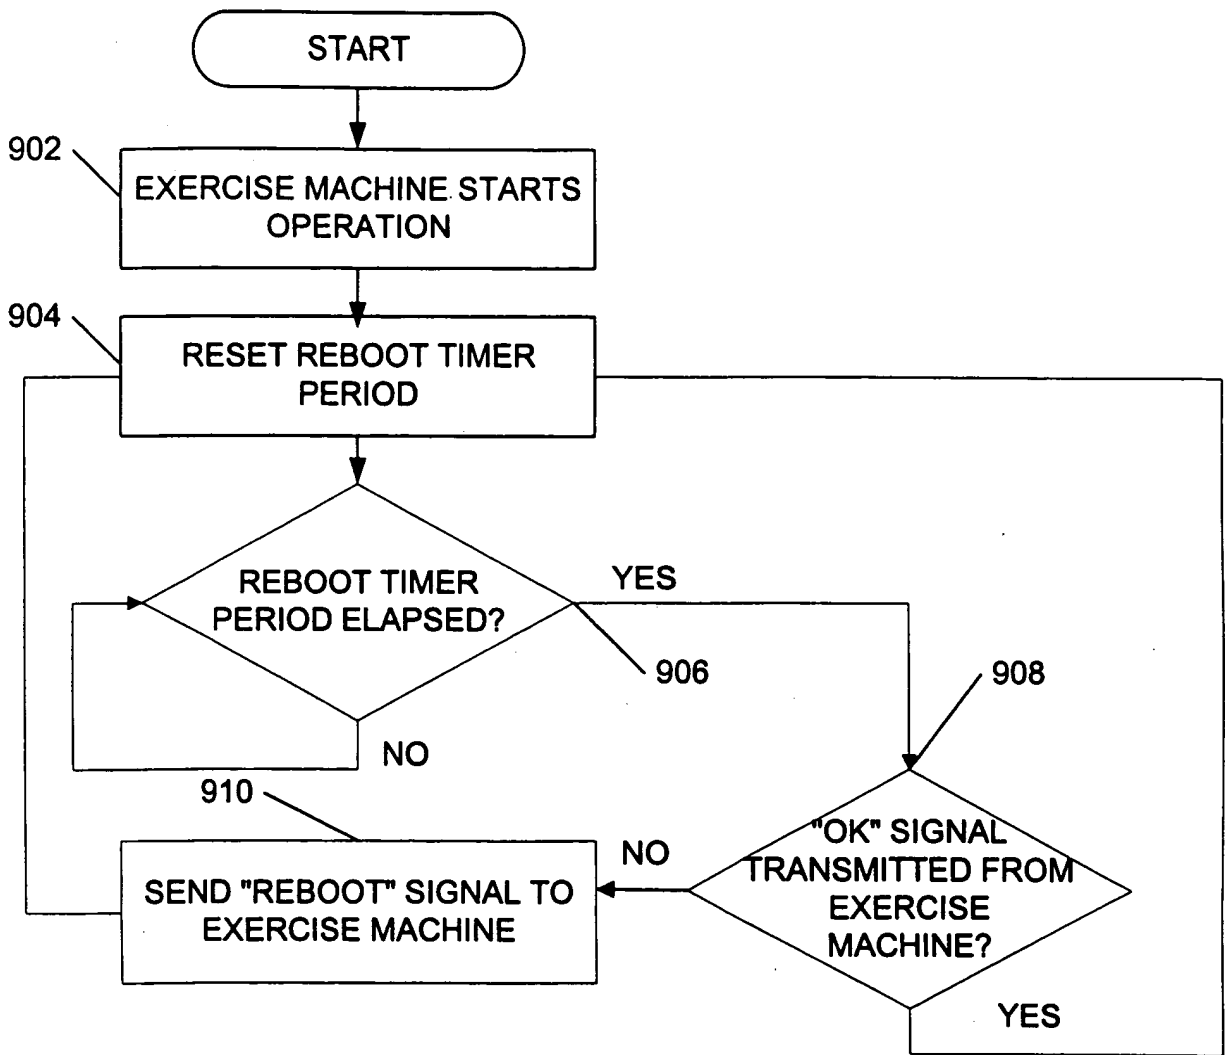 START
902
EXERCISE MACHINE STARTS
OPERATION
904
RESET REBOOT TIMER
PERIOD
REBOOT TIMER
PERIOD ELAPSED?
YES
906
NO
908
910
"OK" SIGNAL
TRANSMITTED FROM
EXERCISE
MACHINE?
NO
SEND "REBOOT" SIGNAL TO
EXERCISE MACHINE
YES